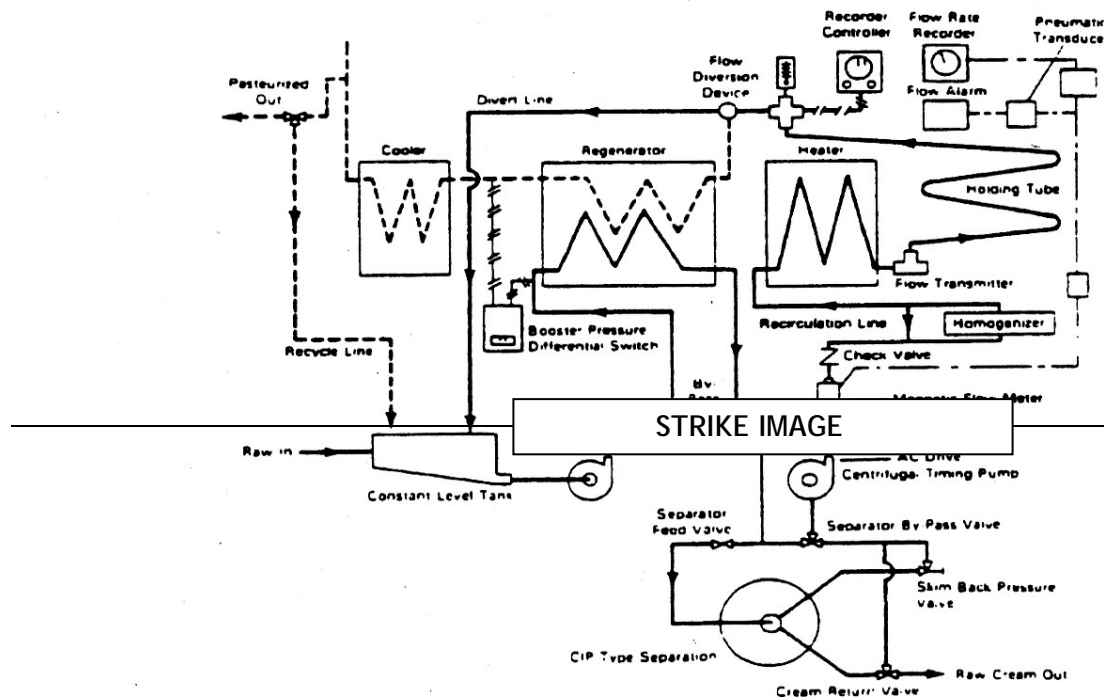 Recorder
Controller
Flow Rate
Recorder
Pneumatic
Transduce
Pasteurized
Out
Flow
Diversion
Device
Divert Line
Flow Alarm
Cooler
Regenerator
Heater
Holding Tube
Flow Transmitter
Recirculation Line
Homoganizer
Booster Pressure
Differential Switch
Recycle Line
Check Valve
By-
STRIKE IMAGE
Raw In
AC Drive
Centrifugal Timing Pump
Constant Level Tank
Separator
Feed Valve
Separator By-Pass Valve
Skim Back Pressure
Valve
CIP Type Separation
Raw Cream Out
Cream Return Valve